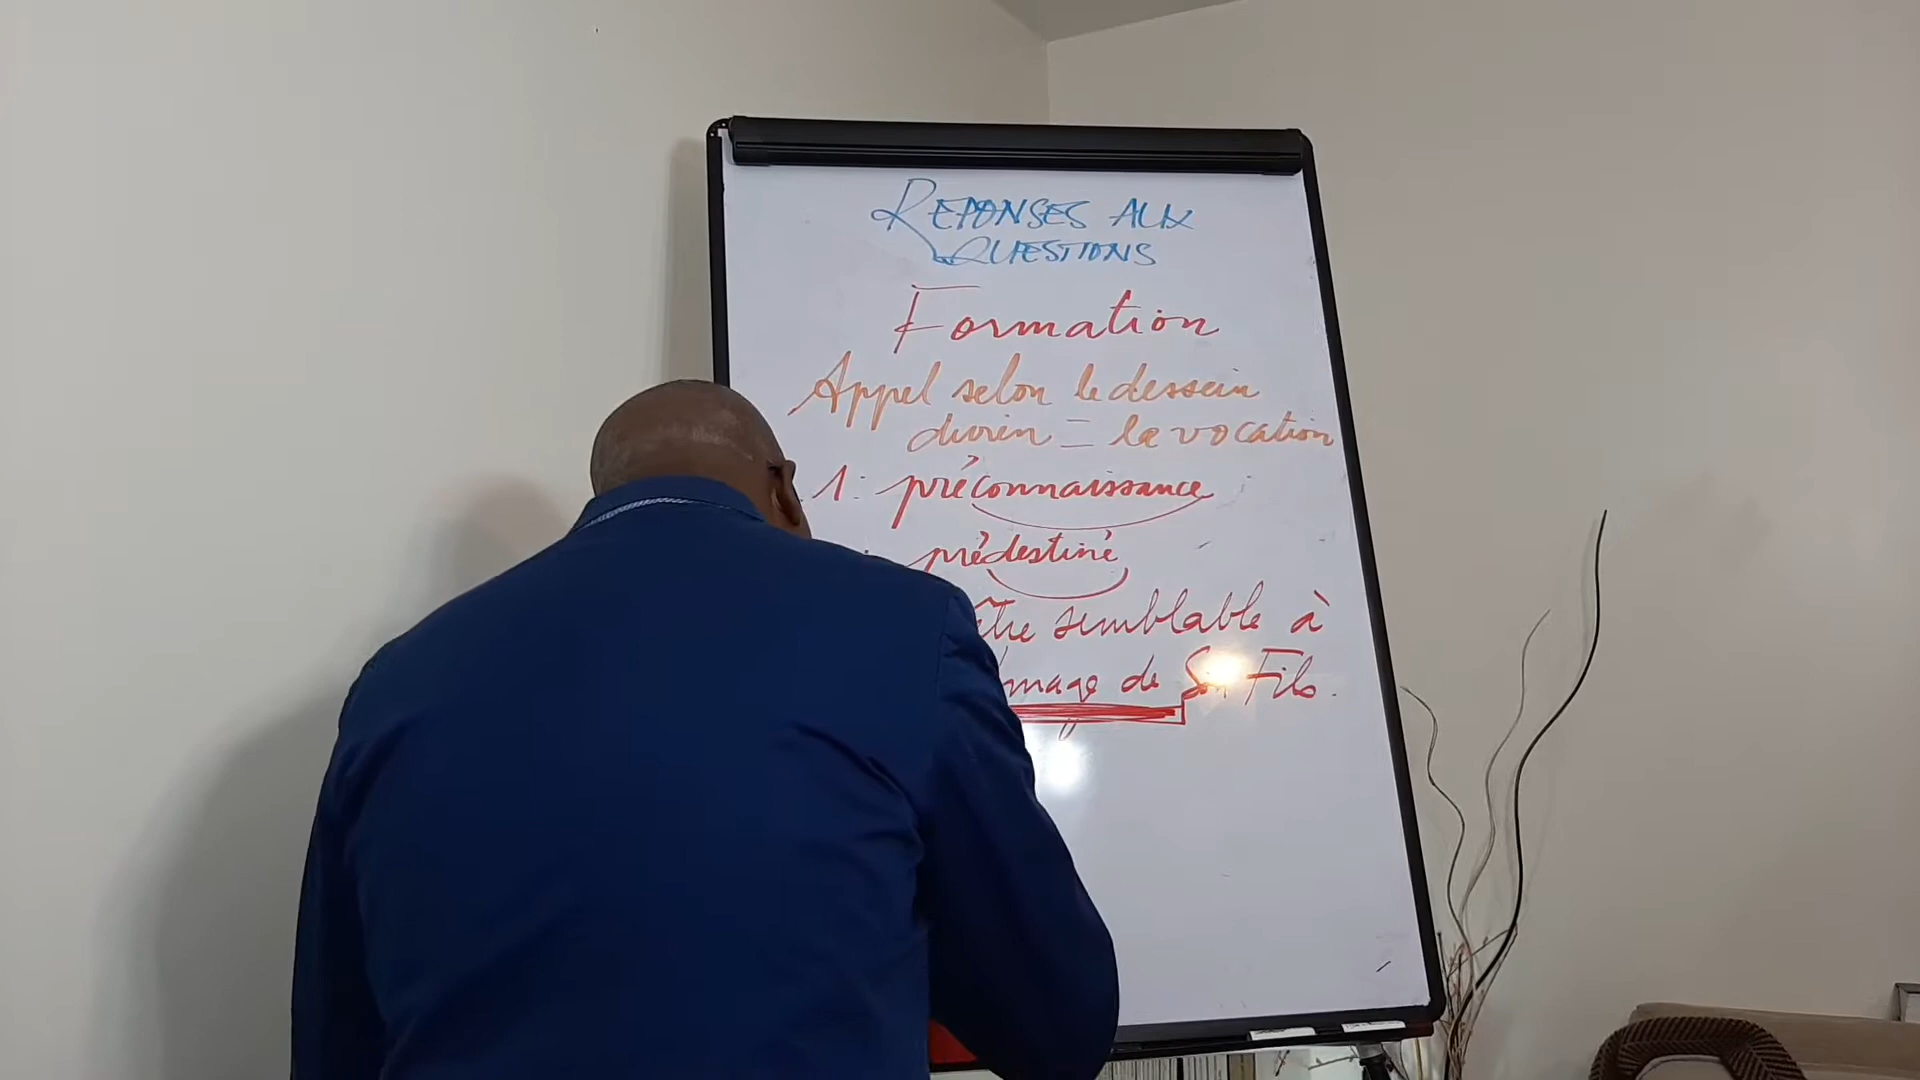 REPONSES AUX
QUESTIONS
Formation
Appel selon le dessein
divin = la vocation
1: préconnaissance
prédestiné
être semblable à
image de Son Fils.